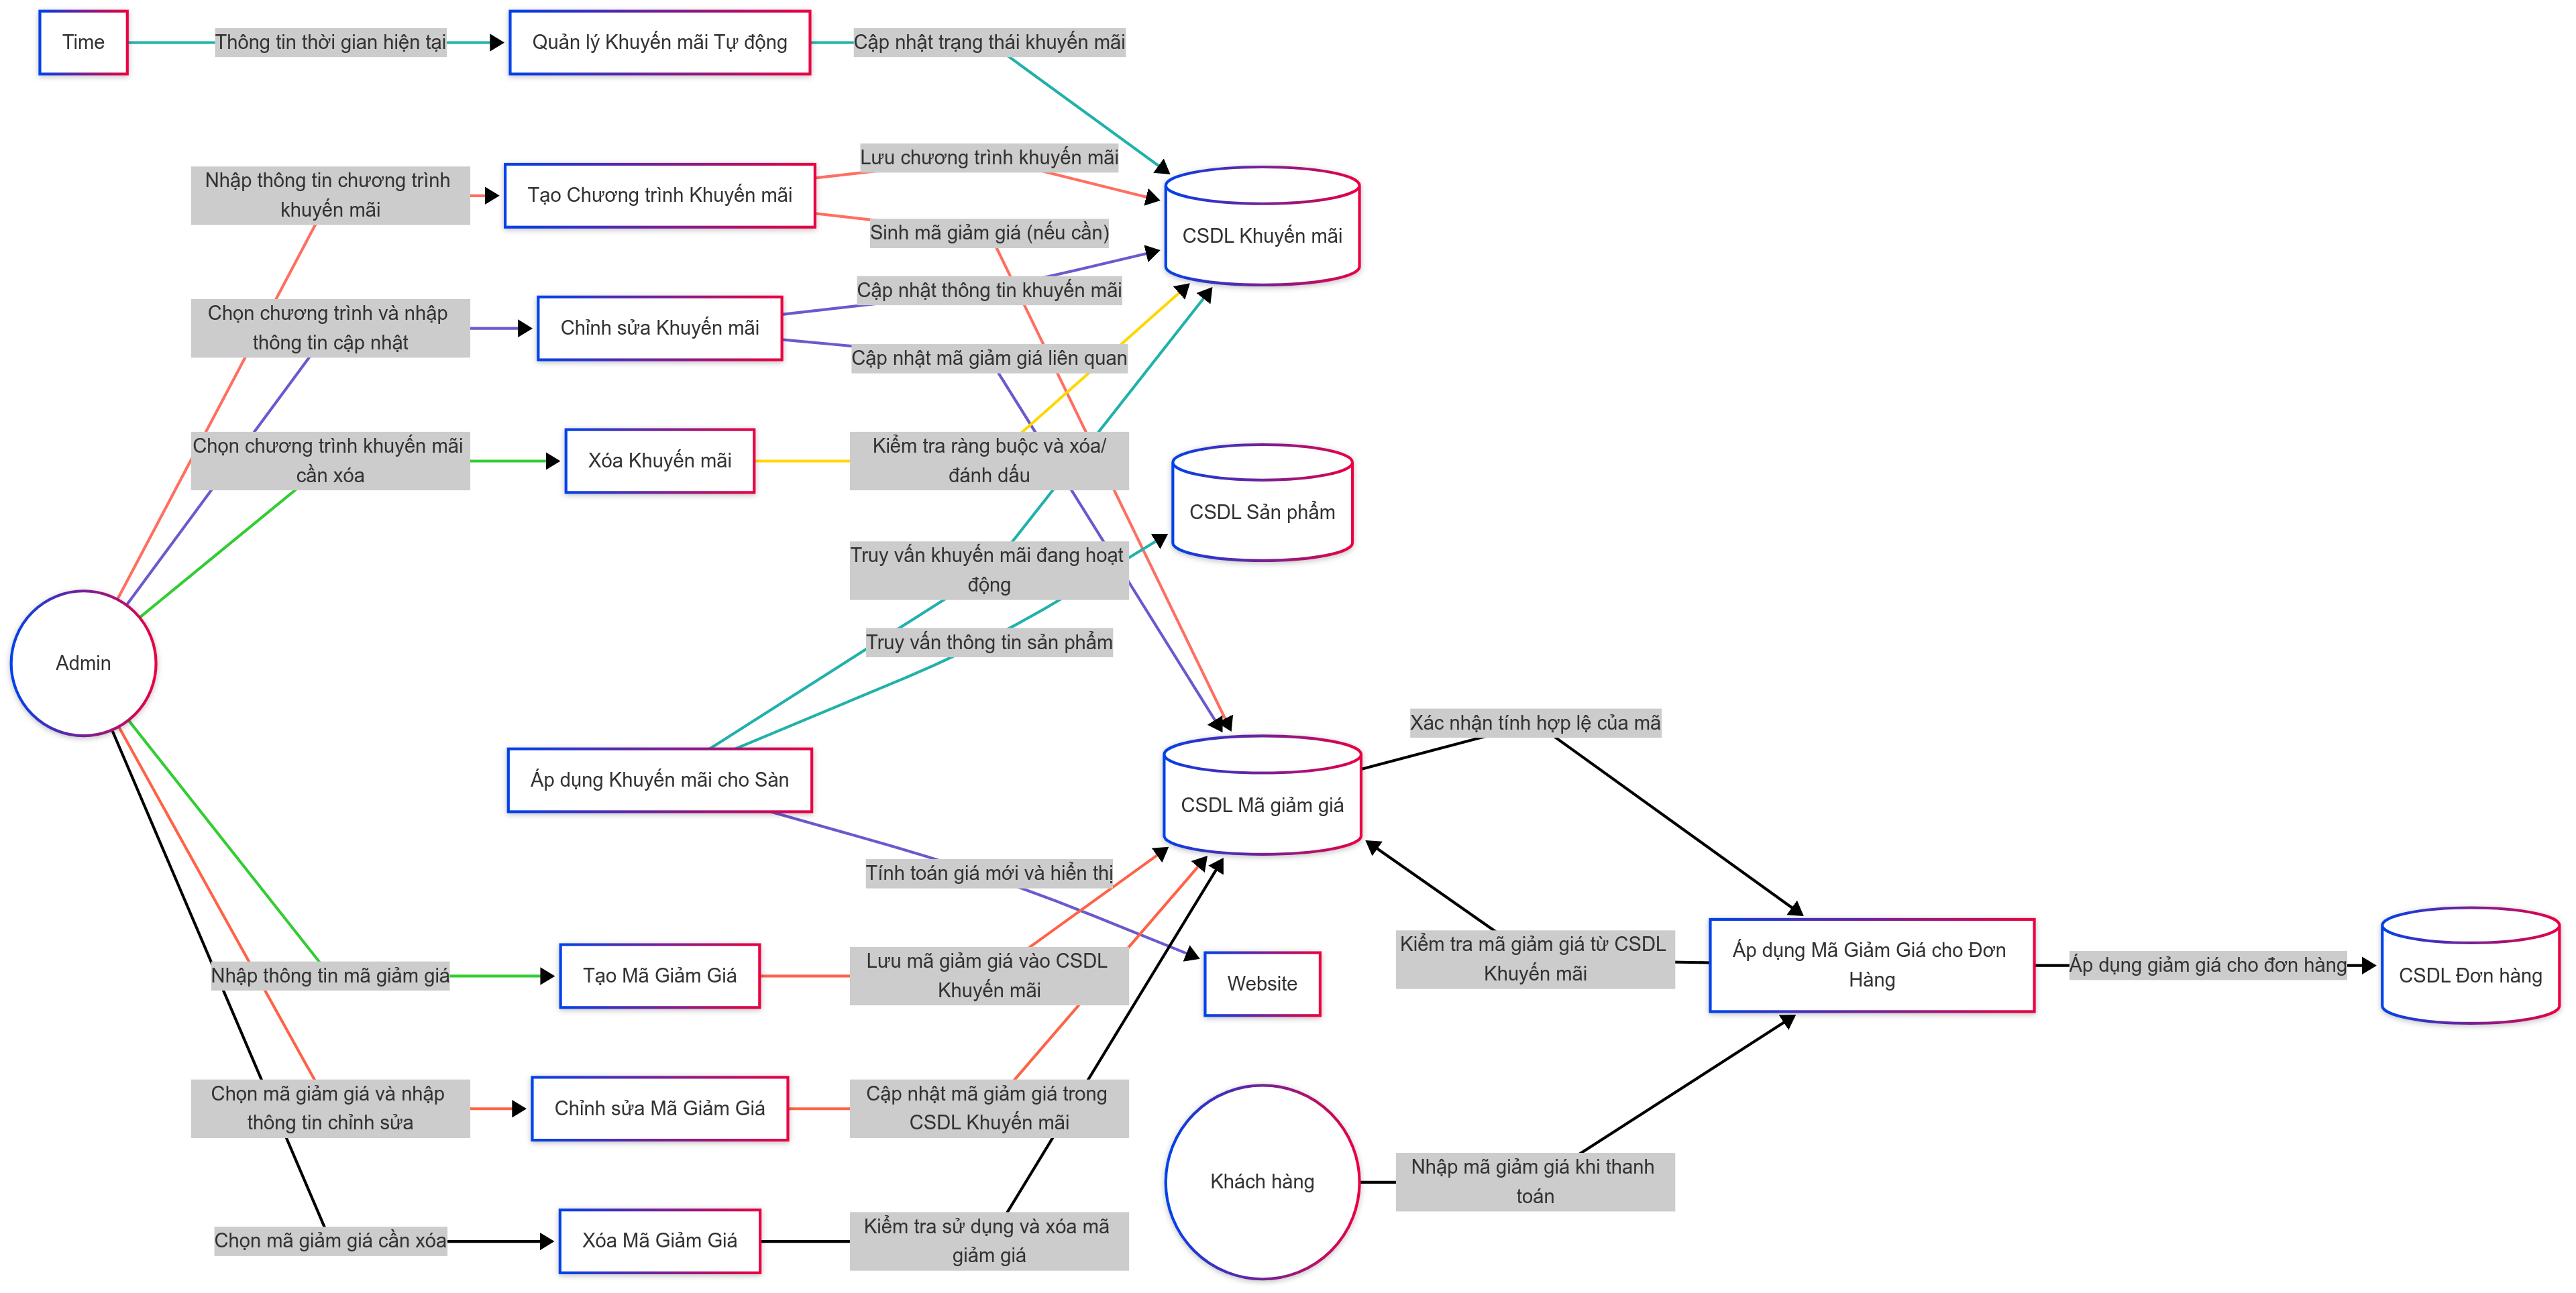 Time
Thông tin thời gian hiện tại
Quản lý Khuyến mãi Tự động
Cập nhật trạng thái khuyến mãi
Nhập thông tin chương trình
khuyến mãi
Tạo Chương trình Khuyến mãi
Lưu chương trình khuyến mãi
Sinh mã giảm giá (nếu cần)
CSDL Khuyến mãi
Chọn chương trình và nhập
thông tin cập nhật
Chỉnh sửa Khuyến mãi
Cập nhật thông tin khuyến mãi
Cập nhật mã giảm giá liên quan
Chọn chương trình khuyến mãi
cần xóa
Xóa Khuyến mãi
Kiểm tra ràng buộc và xóa/
đánh dấu
CSDL Sản phẩm
Truy vấn khuyến mãi đang hoạt
động
Truy vấn thông tin sản phẩm
Admin
Áp dụng Khuyến mãi cho Sàn
CSDL Mã giảm giá
Xác nhận tính hợp lệ của mã
Tính toán giá mới và hiển thị
Nhập thông tin mã giảm giá
Tạo Mã Giảm Giá
Lưu mã giảm giá vào CSDL
Khuyến mãi
Website
Kiểm tra mã giảm giá từ CSDL
Khuyến mãi
Áp dụng Mã Giảm Giá cho Đơn
Hàng
Áp dụng giảm giá cho đơn hàng
CSDL Đơn hàng
Chọn mã giảm giá và nhập
thông tin chỉnh sửa
Chỉnh sửa Mã Giảm Giá
Cập nhật mã giảm giá trong
CSDL Khuyến mãi
Khách hàng
Nhập mã giảm giá khi thanh
toán
Chọn mã giảm giá cần xóa
Xóa Mã Giảm Giá
Kiểm tra sử dụng và xóa mã
giảm giá